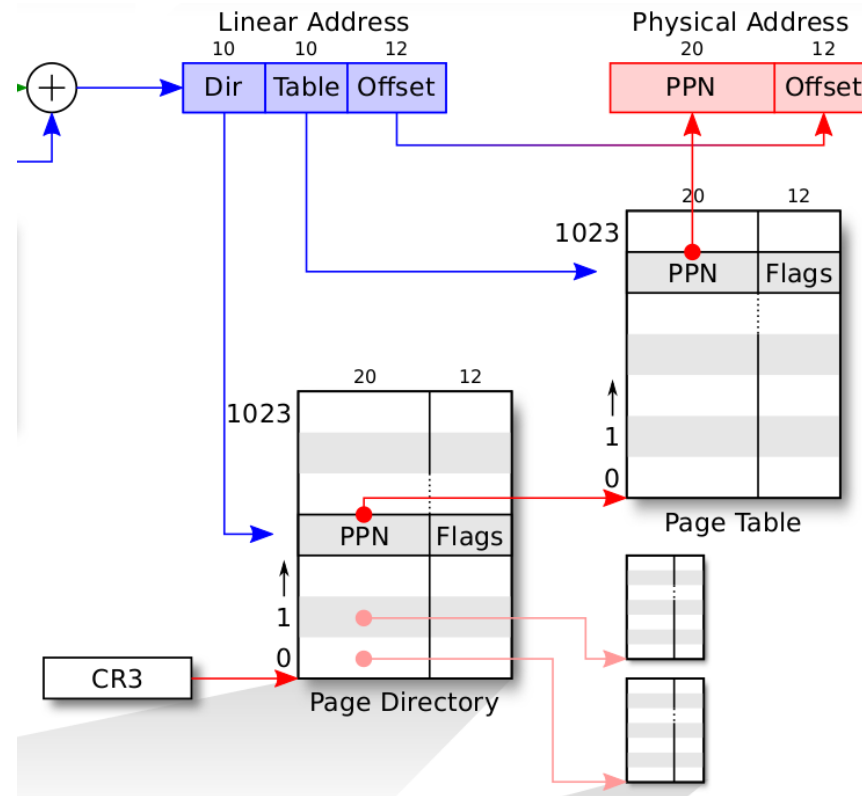 Linear Address
10 10 12
Dir Table Offset
Physical Address
20 12
PPN Offset
20 12
1023
PPN Flags
1
0
Page Table
20 12
1023
PPN Flags
1
0
Page Directory
CR3